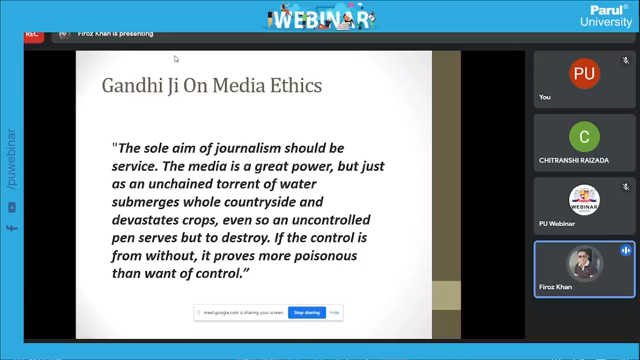 WEBINAR
Parul®
University
REC
Firoz Khan is presenting
Gandhi Ji On Media Ethics
"The sole aim of journalism should be
service. The media is a great power, but just
as an unchained torrent of water
submerges whole countryside and
devastates crops, even so an uncontrolled
pen serves but to destroy. If the control is
from without, it proves more poisonous
than want of control.”
meet.google.com is sharing your screen.
Stop sharing
Hide
PU
You
C
CHITRANSHI RAIZADA
WEBINAR
PU Webinar
Firoz Khan
/puwebinar